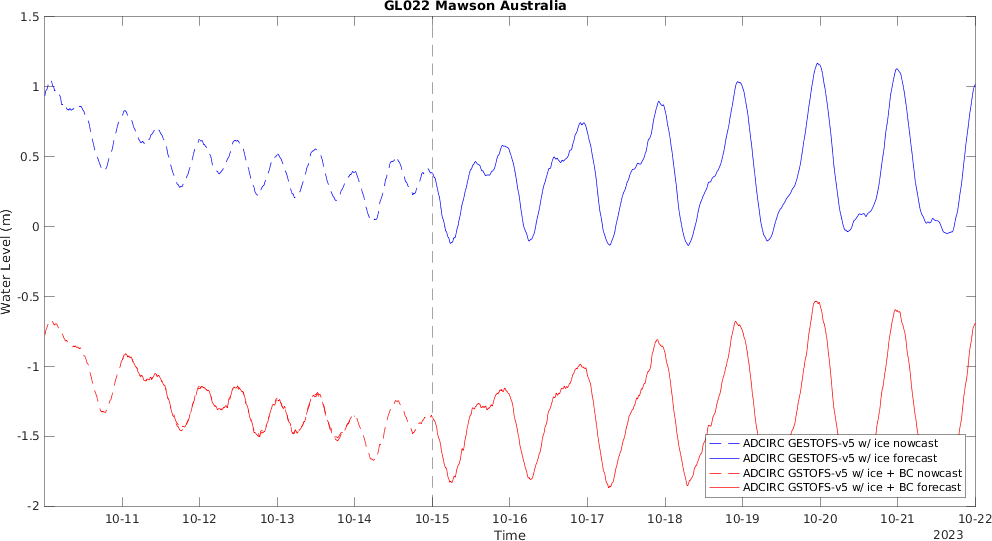 GL022 Mawson Australia
1.5
1
0.5
0
-0.5
-1
-1.5
-2
Water Level (m)
ADCIRC GESTOFS-v5 w/ ice nowcast
ADCIRC GESTOFS-v5 w/ ice forecast
ADCIRC GSTOFS-v5 w/ ice + BC nowcast
ADCIRC GSTOFS-v5 w/ ice + BC forecast
10-11 10-12 10-13 10-14 10-15 10-16 10-17 10-18 10-19 10-20 10-21 10-22
Time
2023